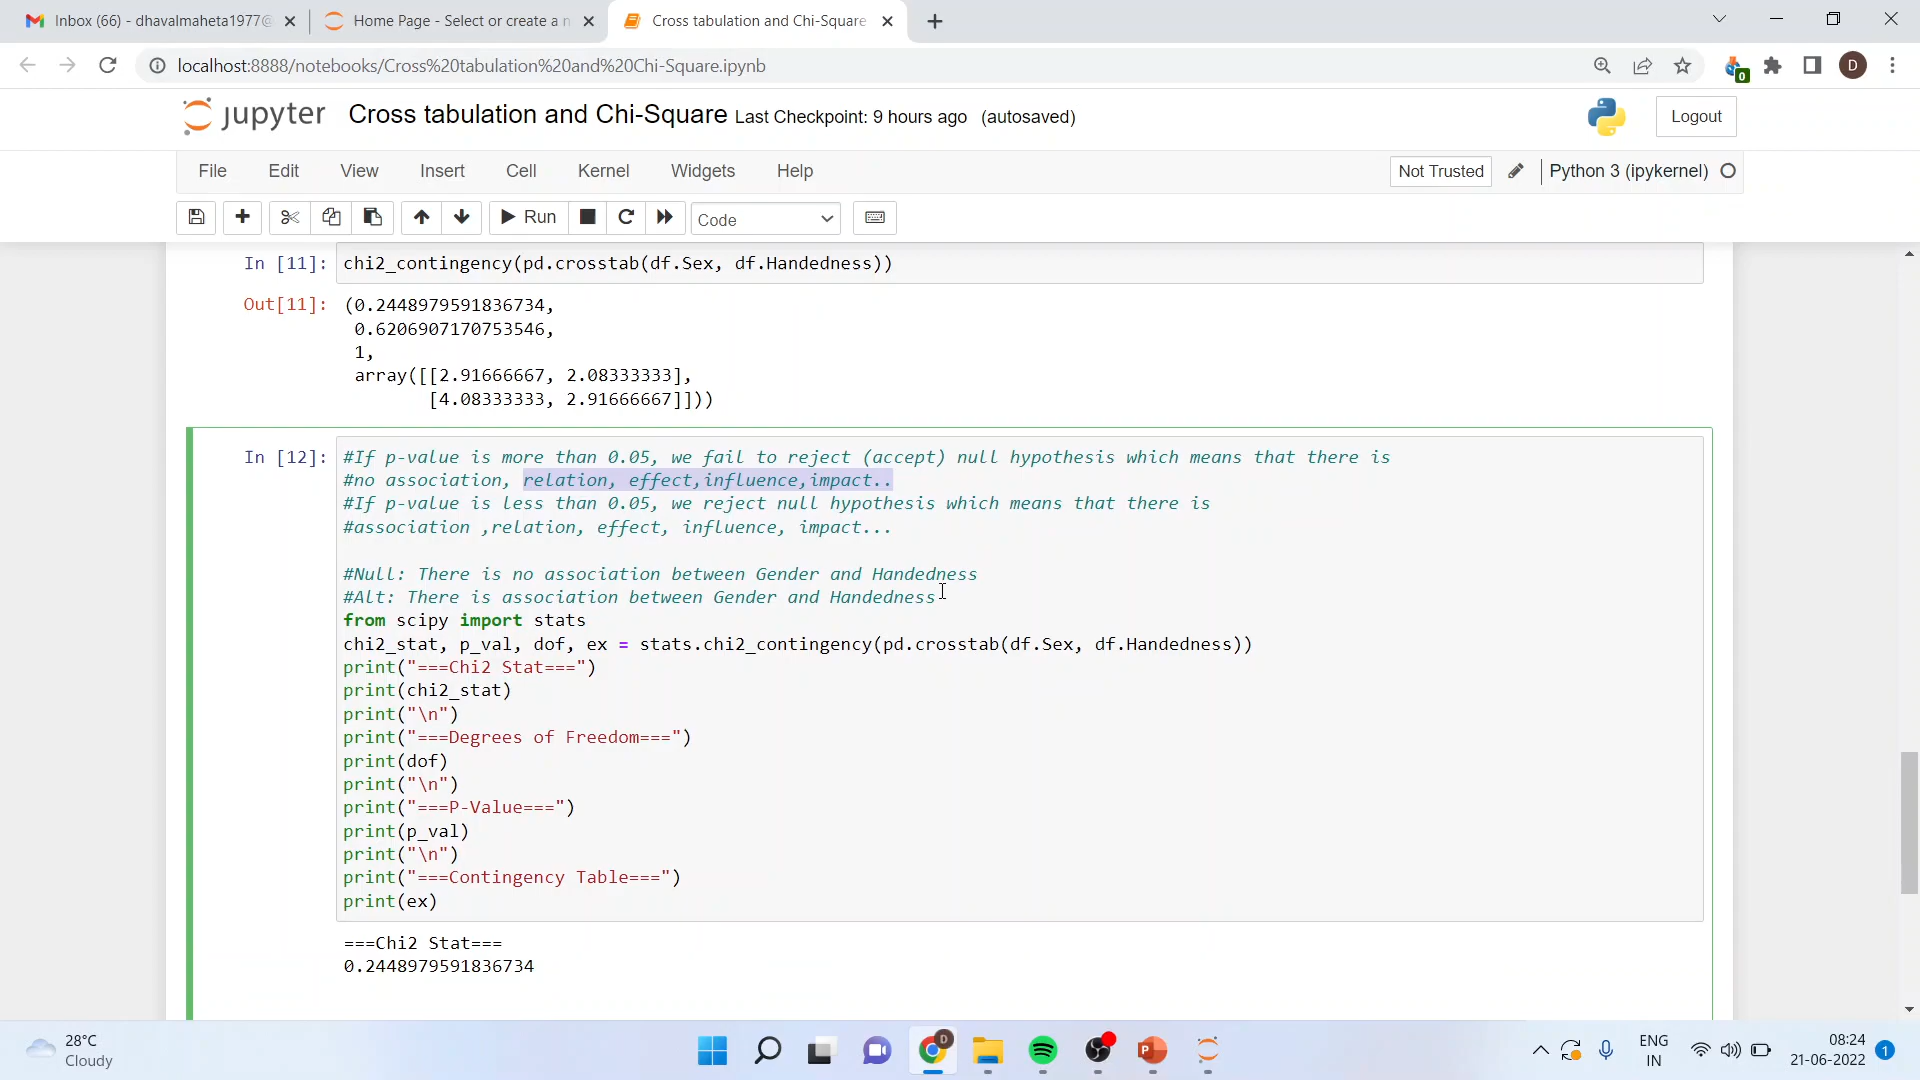 Inbox (66) - dhavalmaheta1977@
Home Page - Select or create a n
Cross tabulation and Chi-Square
localhost:8888/notebooks/Cross%20tabulation%20and%20Chi-Square.ipynb
0
D
jupyter
Cross tabulation and Chi-Square Last Checkpoint: 9 hours ago (autosaved)
Logout
File Edit View Insert Cell Kernel Widgets Help
Not Trusted
Python 3 (ipykernel)
Run
Code
In [11]: chi2_contingency(pd.crosstab(df.Sex, df.Handedness))
Out[11]: (0.2448979591836734,
0.6206907170753546,
1,
array([[2.91666667, 2.08333333],
[4.08333333, 2.91666667]]))
In [12]: #If p-value is more than 0.05, we fail to reject (accept) null hypothesis which means that there is
#no association, relation, effect,influence,impact..
#If p-value is less than 0.05, we reject null hypothesis which means that there is
#association ,relation, effect, influence, impact...
#Null: There is no association between Gender and Handedness
#Alt: There is association between Gender and Handedness
from scipy import stats
chi2_stat, p_val, dof, ex = stats.chi2_contingency(pd.crosstab(df.Sex, df.Handedness))
print("===Chi2 Stat===")
print(chi2_stat)
print("\n")
print("===Degrees of Freedom===")
print(dof)
print("\n")
print("===P-Value===")
print(p_val)
print("\n")
print("===Contingency Table===")
print(ex)
===Chi2 Stat===
0.2448979591836734
28°C
Cloudy
D
P
ENG
IN
08:24
21-06-2022
1